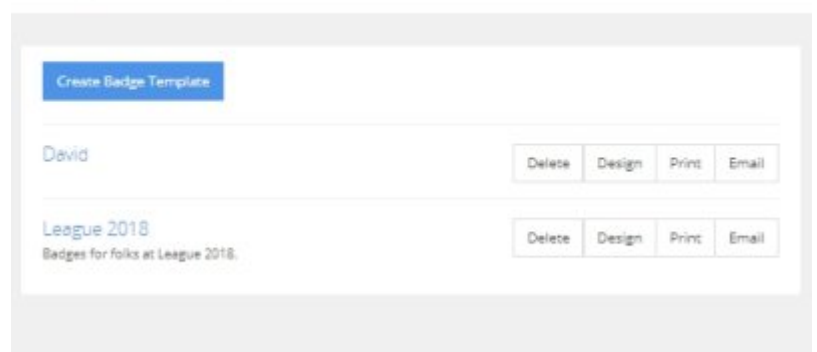 Create Badge Template
David
Delete Design Print Email
League 2018
Badges for folks at League 2018.
Delete Design Print Email